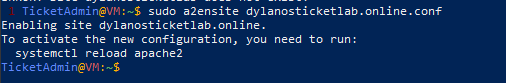 TicketAdmin@VM:~$ sudo a2ensite dylanosticketlab.online.conf
Enabling site dylanosticketlab.online.
To activate the new configuration, you need to run:
  systemctl reload apache2
TicketAdmin@VM:~$